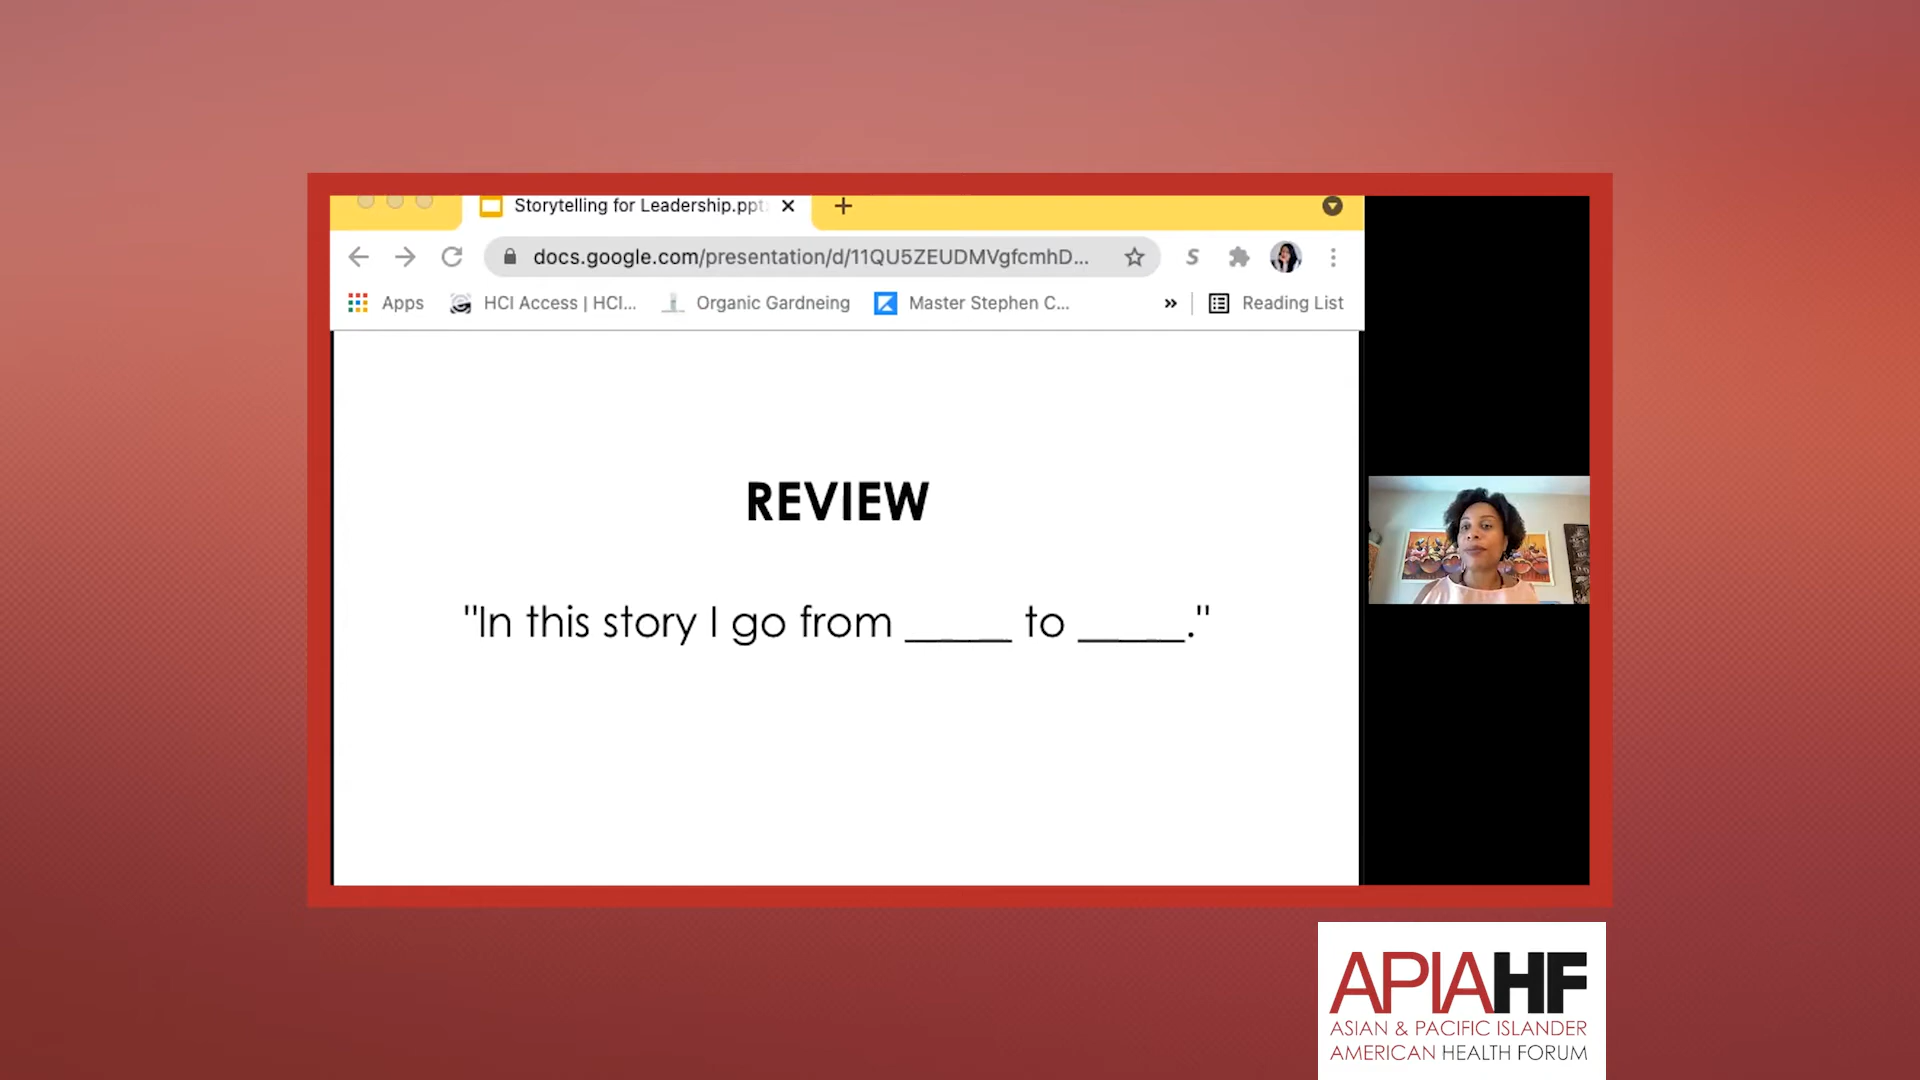 Storytelling for Leadership.ppt
docs.google.com/presentation/d/11QU5ZEUDMVgfcmhD...
S
Apps
HCI Access | HCI...
Organic Gardneing
Master Stephen C...
»
Reading List
REVIEW
"In this story I go from _____ to _____."
APIAHF
ASIAN & PACIFIC ISLANDER
AMERICAN HEALTH FORUM